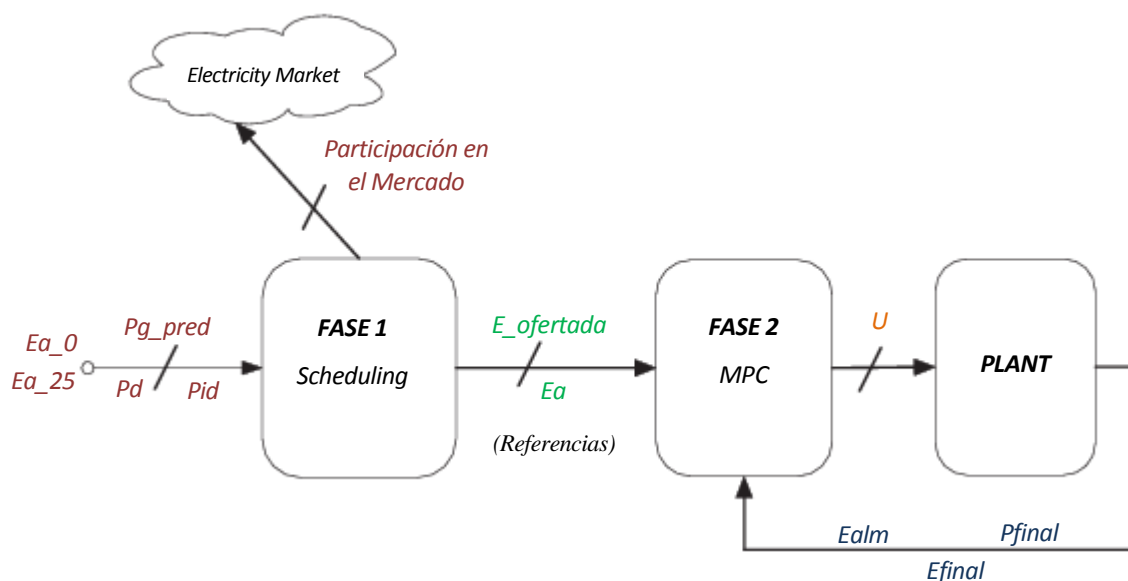 Electricity Market
Participación en
el Mercado
Ea_0
Ea_25
Pg_pred
Pd
Pid
FASE 1
Scheduling
E_ofertada
Ea
(Referencias)
FASE 2
MPC
U
PLANT
Ealm
Pfinal
Efinal